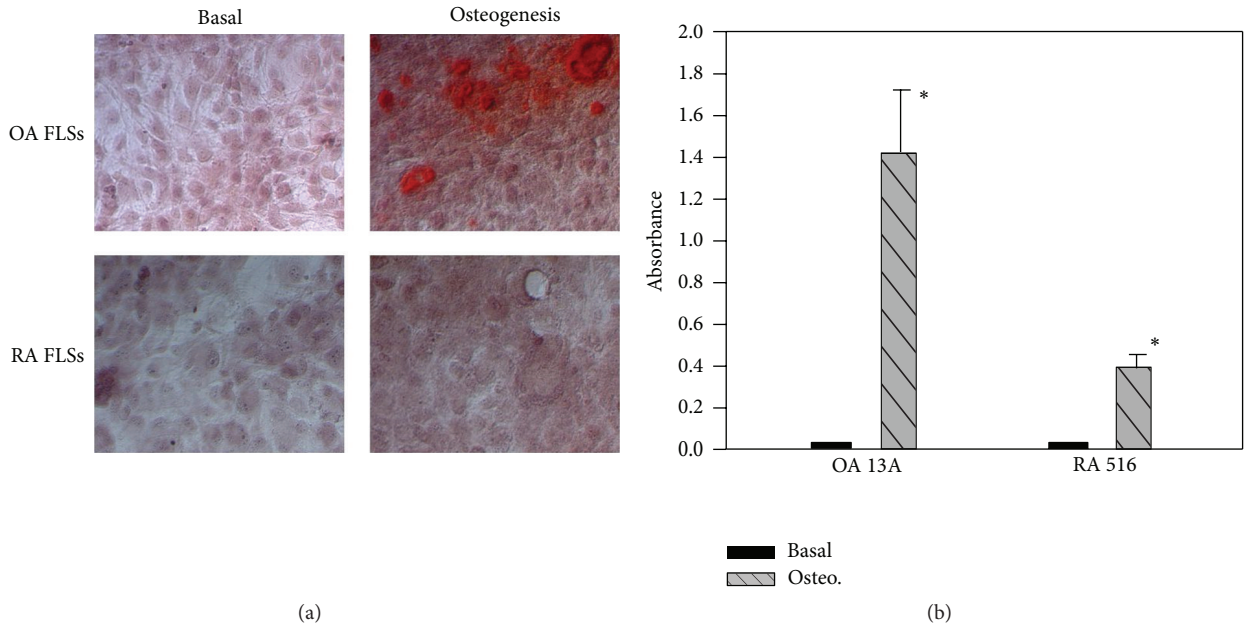 Basal
Osteogenesis
OA FLSs
RA FLSs
(a)
2.0
1.8
1.6
1.4
1.2
1.0
0.8
0.6
0.4
0.2
0.0
Absorbance
*
*
OA 13A
RA 516
Basal
Osteo.
(b)